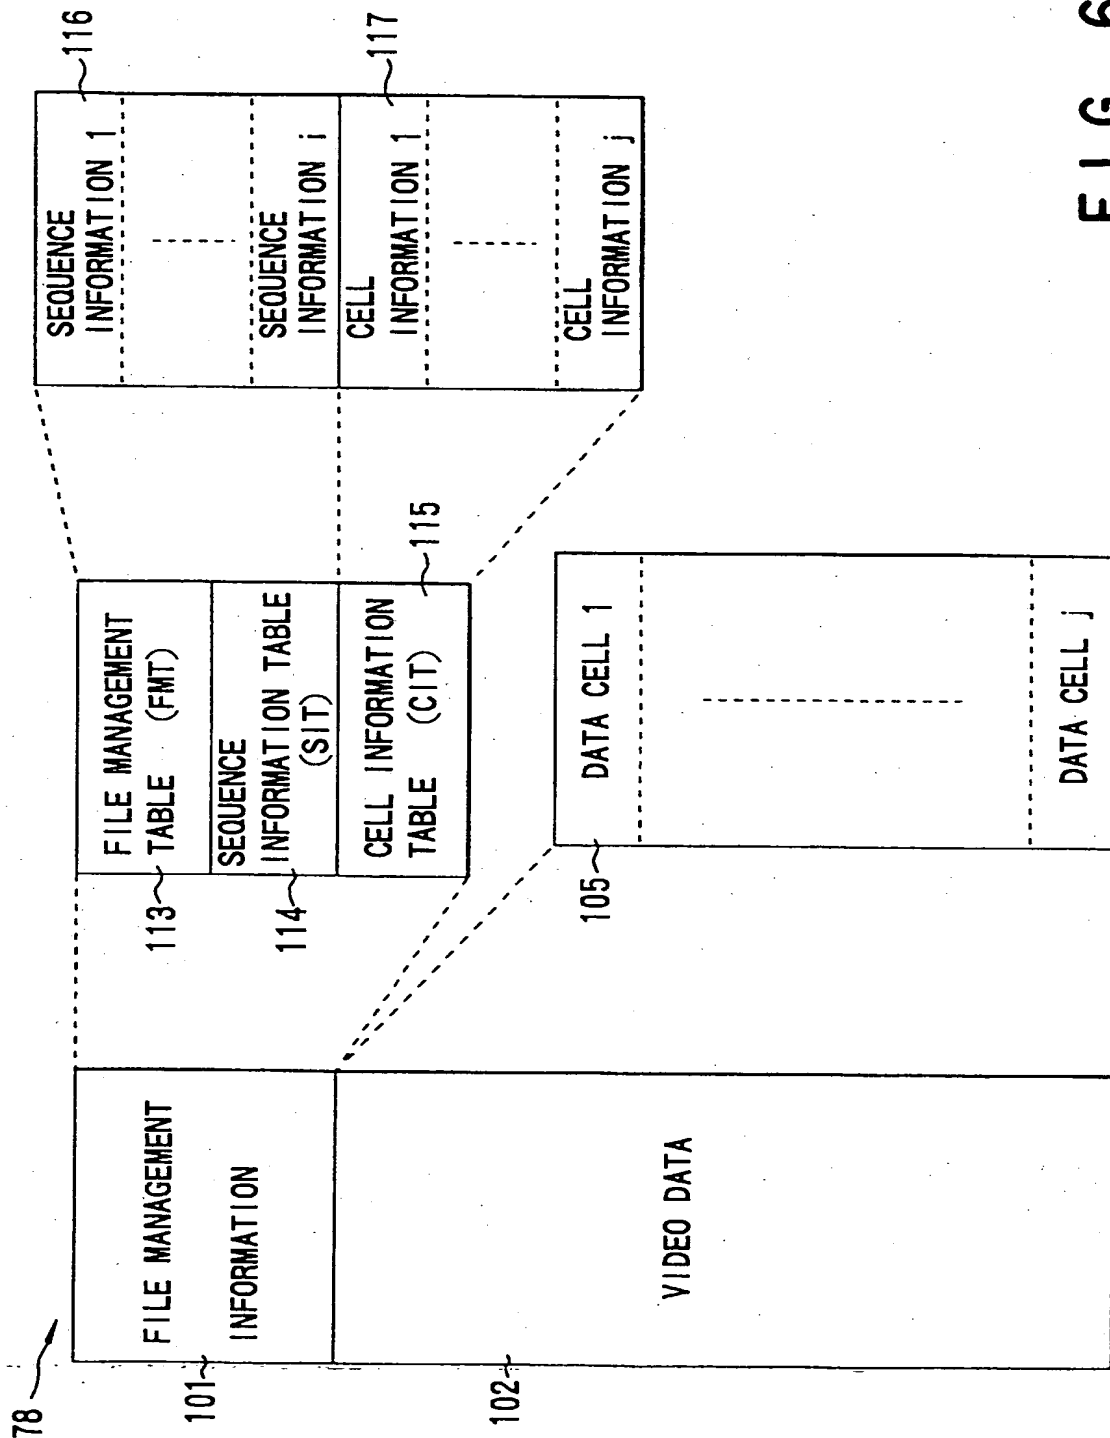 78
101
FILE MANAGEMENT
INFORMATION
102
VIDEO DATA
113
FILE MANAGEMENT
TABLE (FMT)
114
SEQUENCE
INFORMATION TABLE
(SIT)
CELL INFORMATION
TABLE (CIT)
115
105
DATA CELL 1
DATA CELL j
SEQUENCE
INFORMATION 1
116
SEQUENCE
INFORMATION i
CELL
INFORMATION 1
117
CELL
INFORMATION j
FIG. 6